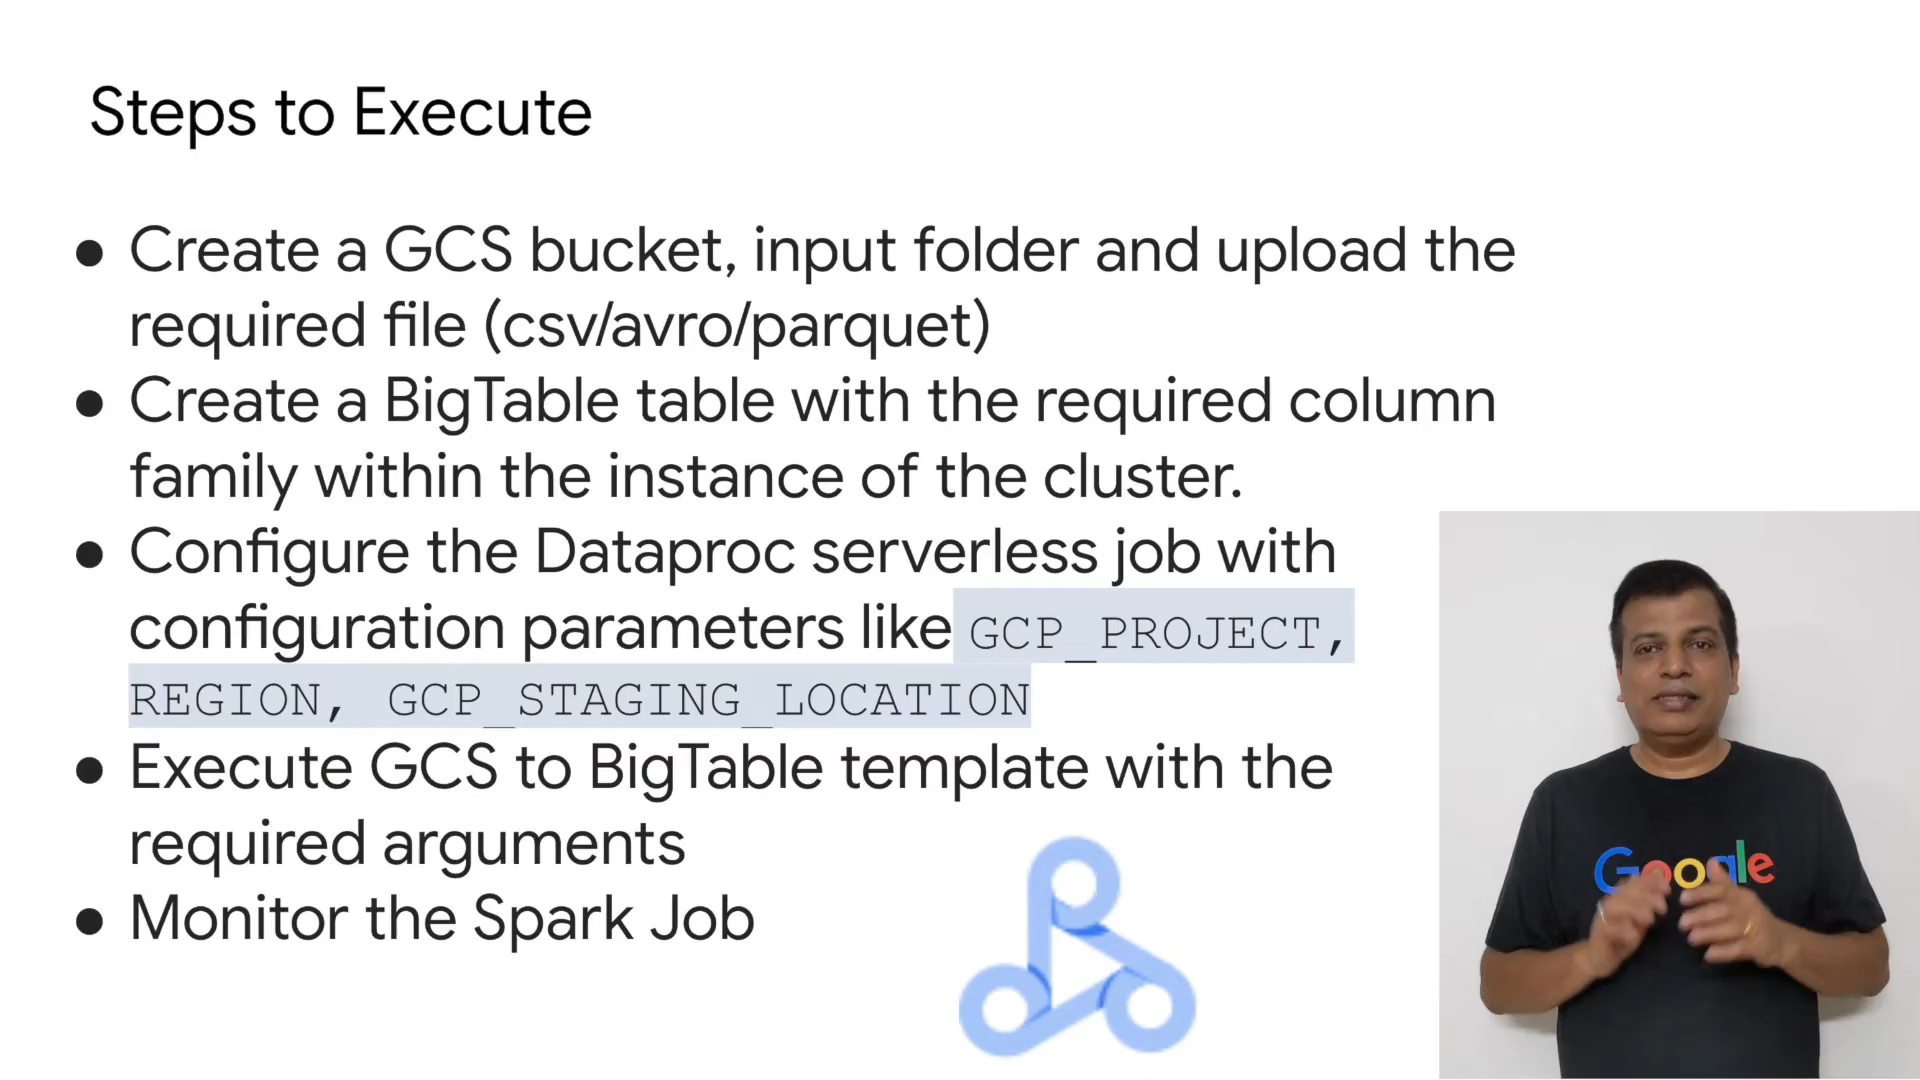 Steps to Execute
● Create a GCS bucket, input folder and upload the
required file (csv/avro/parquet)
● Create a BigTable table with the required column
family within the instance of the cluster.
● Configure the Dataproc serverless job with
configuration parameters like GCP_PROJECT,
REGION, GCP_STAGING_LOCATION
● Execute GCS to BigTable template with the
required arguments
● Monitor the Spark Job
Google